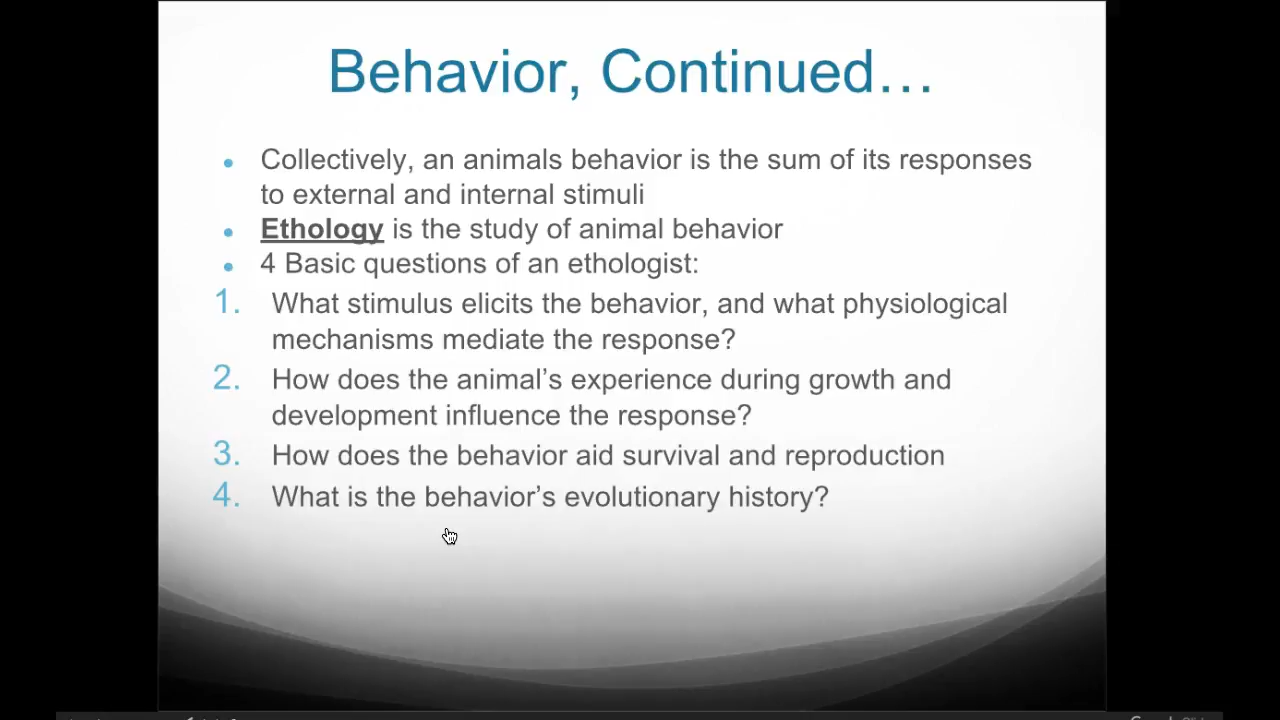 Behavior, Continued…
• Collectively, an animals behavior is the sum of its responses
to external and internal stimuli
• Ethology is the study of animal behavior
• 4 Basic questions of an ethologist:
1. What stimulus elicits the behavior, and what physiological
mechanisms mediate the response?
2. How does the animal’s experience during growth and
development influence the response?
3. How does the behavior aid survival and reproduction
4. What is the behavior’s evolutionary history?